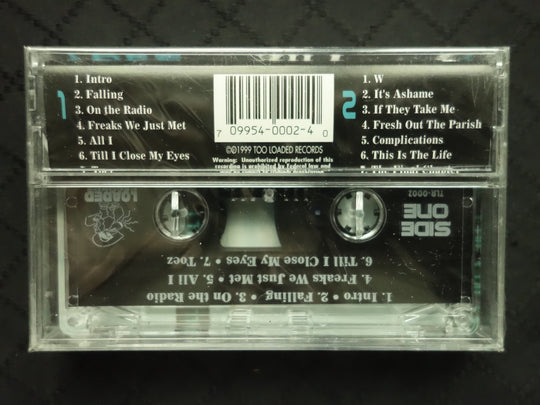 1
1. Intro
2. Falling
3. On the Radio
4. Freaks We Just Met
5. All I
6. Till I Close My Eyes
7 09954-0002-4 0
℗©1999 TOO LOADED RECORDS
Warning: Unauthorized reproduction of this
recording is prohibited by Federal law and
2
1. W
2. It's Ashame
3. If They Take Me
4. Fresh Out The Parish
5. Complications
6. This Is The Life
SIDE
ONE
TLR-0002
LOADED
1. Intro • 2. Falling • 3. On the Radio
4. Freaks We Just Met • 5. All I
6. Till I Close My Eyes • 7. Toez